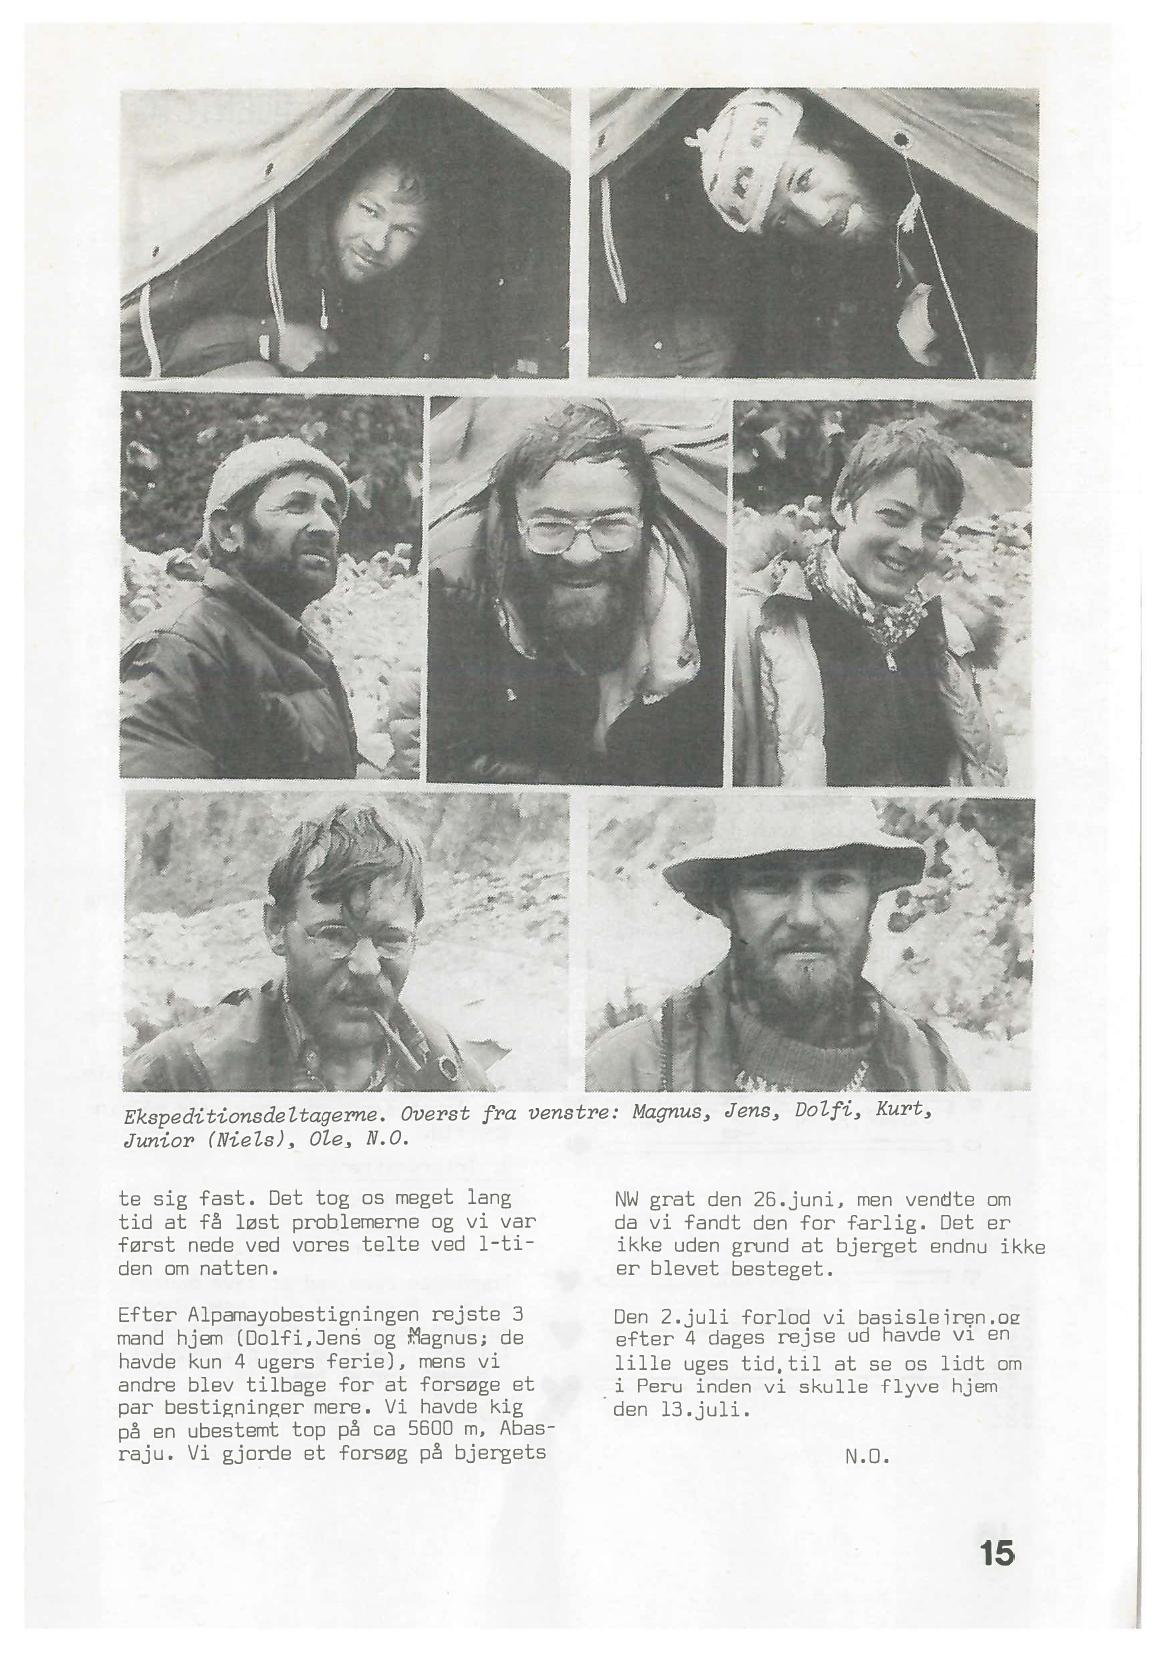 Ekspeditionsdeltagerne. Øverst fra venstre: Magnus, Jens, Dolfi, Kurt,
Junior (Niels), Ole, N.O.
te sig fast. Det tog os meget lang
tid at få løst problemerne og vi var
først nede ved vores telte ved 1-ti-
den om natten.
Efter Alpamayobestigningen rejste 3
mand hjem (Dolfi,Jens og Magnus; de
havde kun 4 ugers ferie), mens vi
andre blev tilbage for at forsøge et
par bestigninger mere. Vi havde kig
på en ubestemt top på ca 5600 m, Abas-
raju. Vi gjorde et forsøg på bjergets
NW grat den 26.juni, men vendte om
da vi fandt den for farlig. Det er
ikke uden grund at bjerget endnu ikke
er blevet besteget.
Den 2.juli forlod vi basislejren.og
efter 4 dages rejse ud havde vi en
lille uges tid,til at se os lidt om
i Peru inden vi skulle flyve hjem
den 13.juli.
N.O.
15